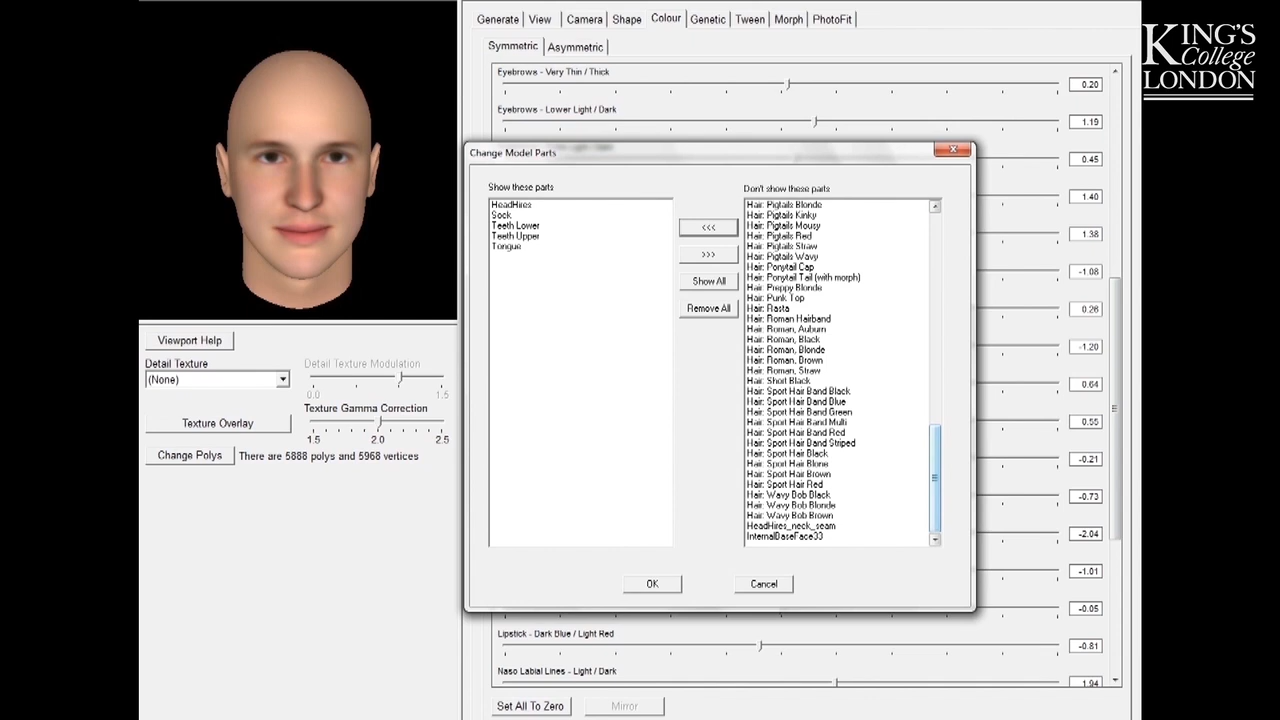 Generate View Camera Shape Colour Genetic Tween Morph PhotoFit
KING'S
College
LONDON
Symmetric Asymmetric
Eyebrows - Very Thin / Thick
0.20
Eyebrows - Lower Light / Dark
1.19
0.45
1.40
1.38
-1.08
0.26
-1.20
0.64
0.55
-0.21
-0.73
-2.04
-1.01
-0.05
Lipstick - Dark Blue / Light Red
-0.81
Naso Labial Lines - Light / Dark
1.94
Set All To Zero Mirror
Change Model Parts
Show these parts
HeadHires
Sock
Teeth Lower
Teeth Upper
Tongue
<<<
>>>
Show All
Remove All
Don't show these parts
Hair: Pigtails Blonde
Hair: Pigtails Kinky
Hair: Pigtails Mousy
Hair: Pigtails Red
Hair: Pigtails Straw
Hair: Pigtails Wavy
Hair: Ponytail Cap
Hair: Ponytail Tail (with morph)
Hair: Preppy Blonde
Hair: Punk Top
Hair: Rasta
Hair: Roman Hairband
Hair: Roman, Auburn
Hair: Roman, Black
Hair: Roman, Blonde
Hair: Roman, Brown
Hair: Roman, Straw
Hair: Short Black
Hair: Sport Hair Band Black
Hair: Sport Hair Band Blue
Hair: Sport Hair Band Green
Hair: Sport Hair Band Multi
Hair: Sport Hair Band Red
Hair: Sport Hair Band Striped
Hair: Sport Hair Black
Hair: Sport Hair Blone
Hair: Sport Hair Brown
Hair: Sport Hair Red
Hair: Wavy Bob Black
Hair: Wavy Bob Blonde
Hair: Wavy Bob Brown
HeadHires_neck_seam
InternalBaseFace33
OK Cancel
Viewport Help
Detail Texture
(None)
Detail Texture Modulation
0.0 1.5
Texture Overlay
Texture Gamma Correction
1.5 2.0 2.5
Change Polys There are 5888 polys and 5968 vertices